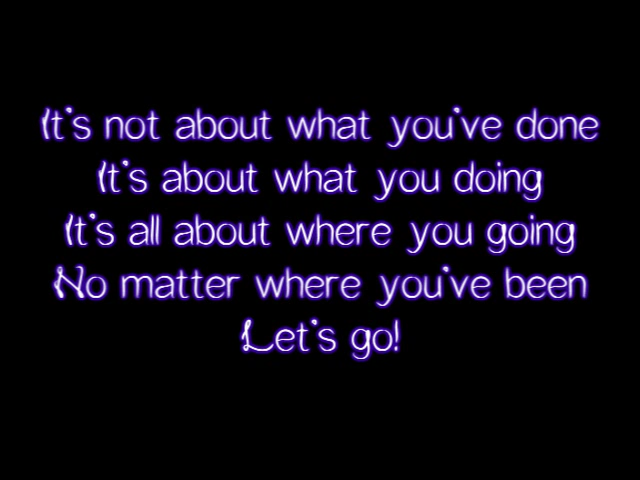 It's not about what you've done
It's about what you doing
It's all about where you going
No matter where you've been
Let's go!